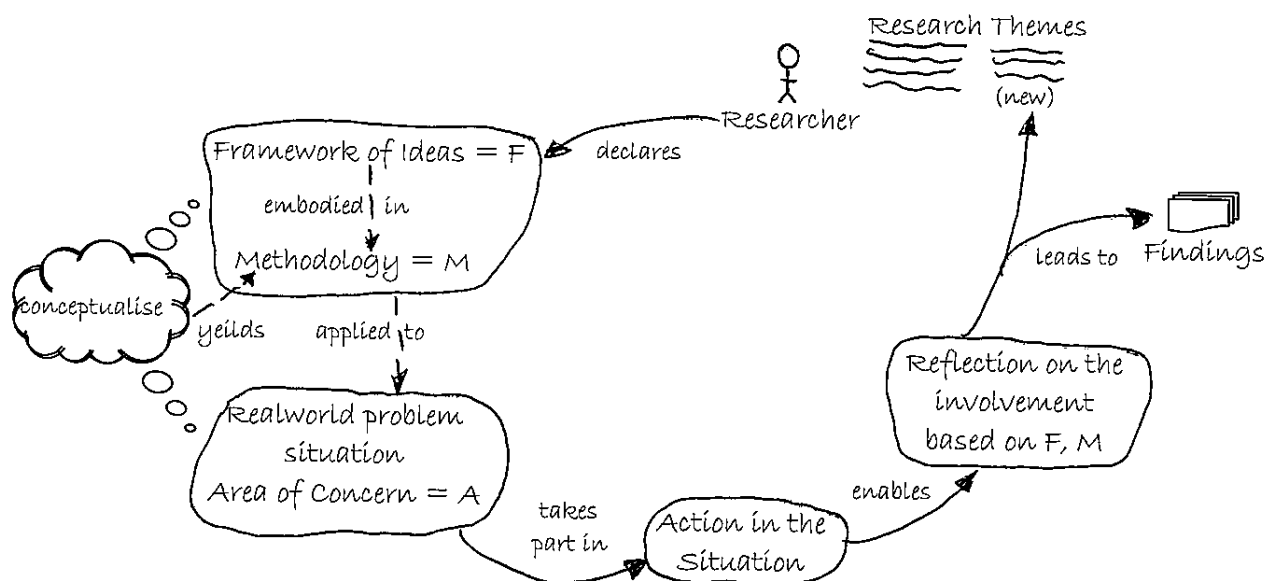 Research Themes
(new)
Researcher
declares
Framework of Ideas = F
embodied in
Methodology = M
conceptualise
yeilds
applied to
Realworld problem
situation
Area of Concern = A
takes
part in
Action in the
Situation
enables
Reflection on the
involvement
based on F, M
leads to
Findings